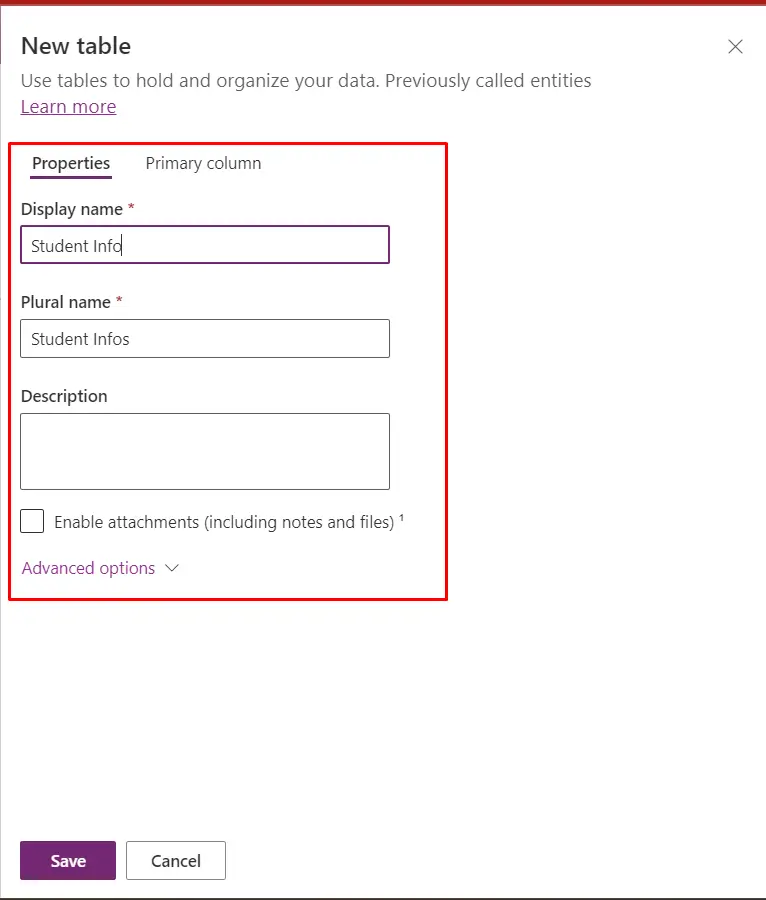 New table
Use tables to hold and organize your data. Previously called entities
Learn more
Properties Primary column
Display name *
Student Info
Plural name *
Student Infos
Description
Enable attachments (including notes and files) ¹
Advanced options
Save Cancel